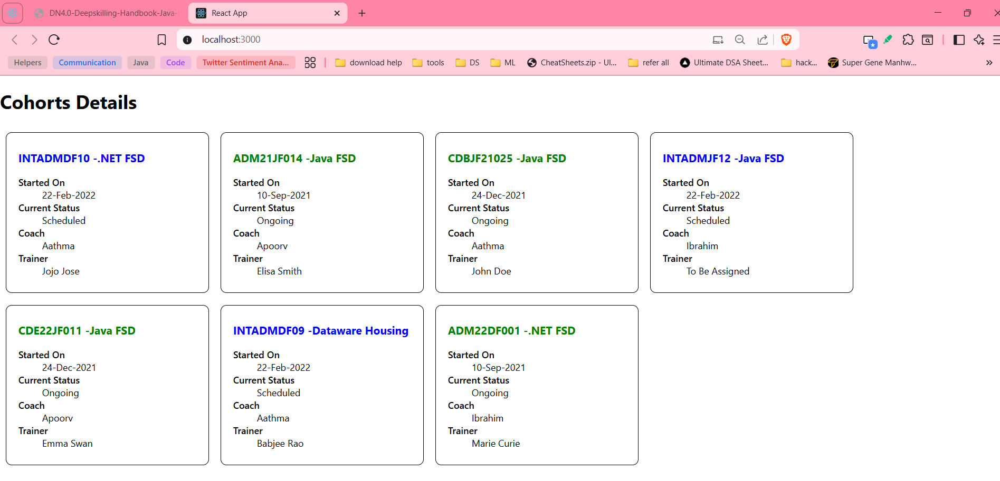 DN4.0-Deepskilling-Handbook-Java-
React App
localhost:3000
Helpers
Communication
Java
Code
Twitter Sentiment Ana...
download help
tools
DS
ML
CheatSheets.zip - Ul...
refer all
Ultimate DSA Sheet...
hack...
Super Gene Manhw...
Cohorts Details
INTADMDF10 -.NET FSD
Started On
22-Feb-2022
Current Status
Scheduled
Coach
Aathma
Trainer
Jojo Jose
ADM21JF014 -Java FSD
Started On
10-Sep-2021
Current Status
Ongoing
Coach
Apoorv
Trainer
Elisa Smith
CDBJF21025 -Java FSD
Started On
24-Dec-2021
Current Status
Ongoing
Coach
Aathma
Trainer
John Doe
INTADMJF12 -Java FSD
Started On
22-Feb-2022
Current Status
Scheduled
Coach
Ibrahim
Trainer
To Be Assigned
CDE22JF011 -Java FSD
Started On
24-Dec-2021
Current Status
Ongoing
Coach
Apoorv
Trainer
Emma Swan
INTADMDF09 -Dataware Housing
Started On
22-Feb-2022
Current Status
Scheduled
Coach
Aathma
Trainer
Babjee Rao
ADM22DF001 -.NET FSD
Started On
10-Sep-2021
Current Status
Ongoing
Coach
Ibrahim
Trainer
Marie Curie